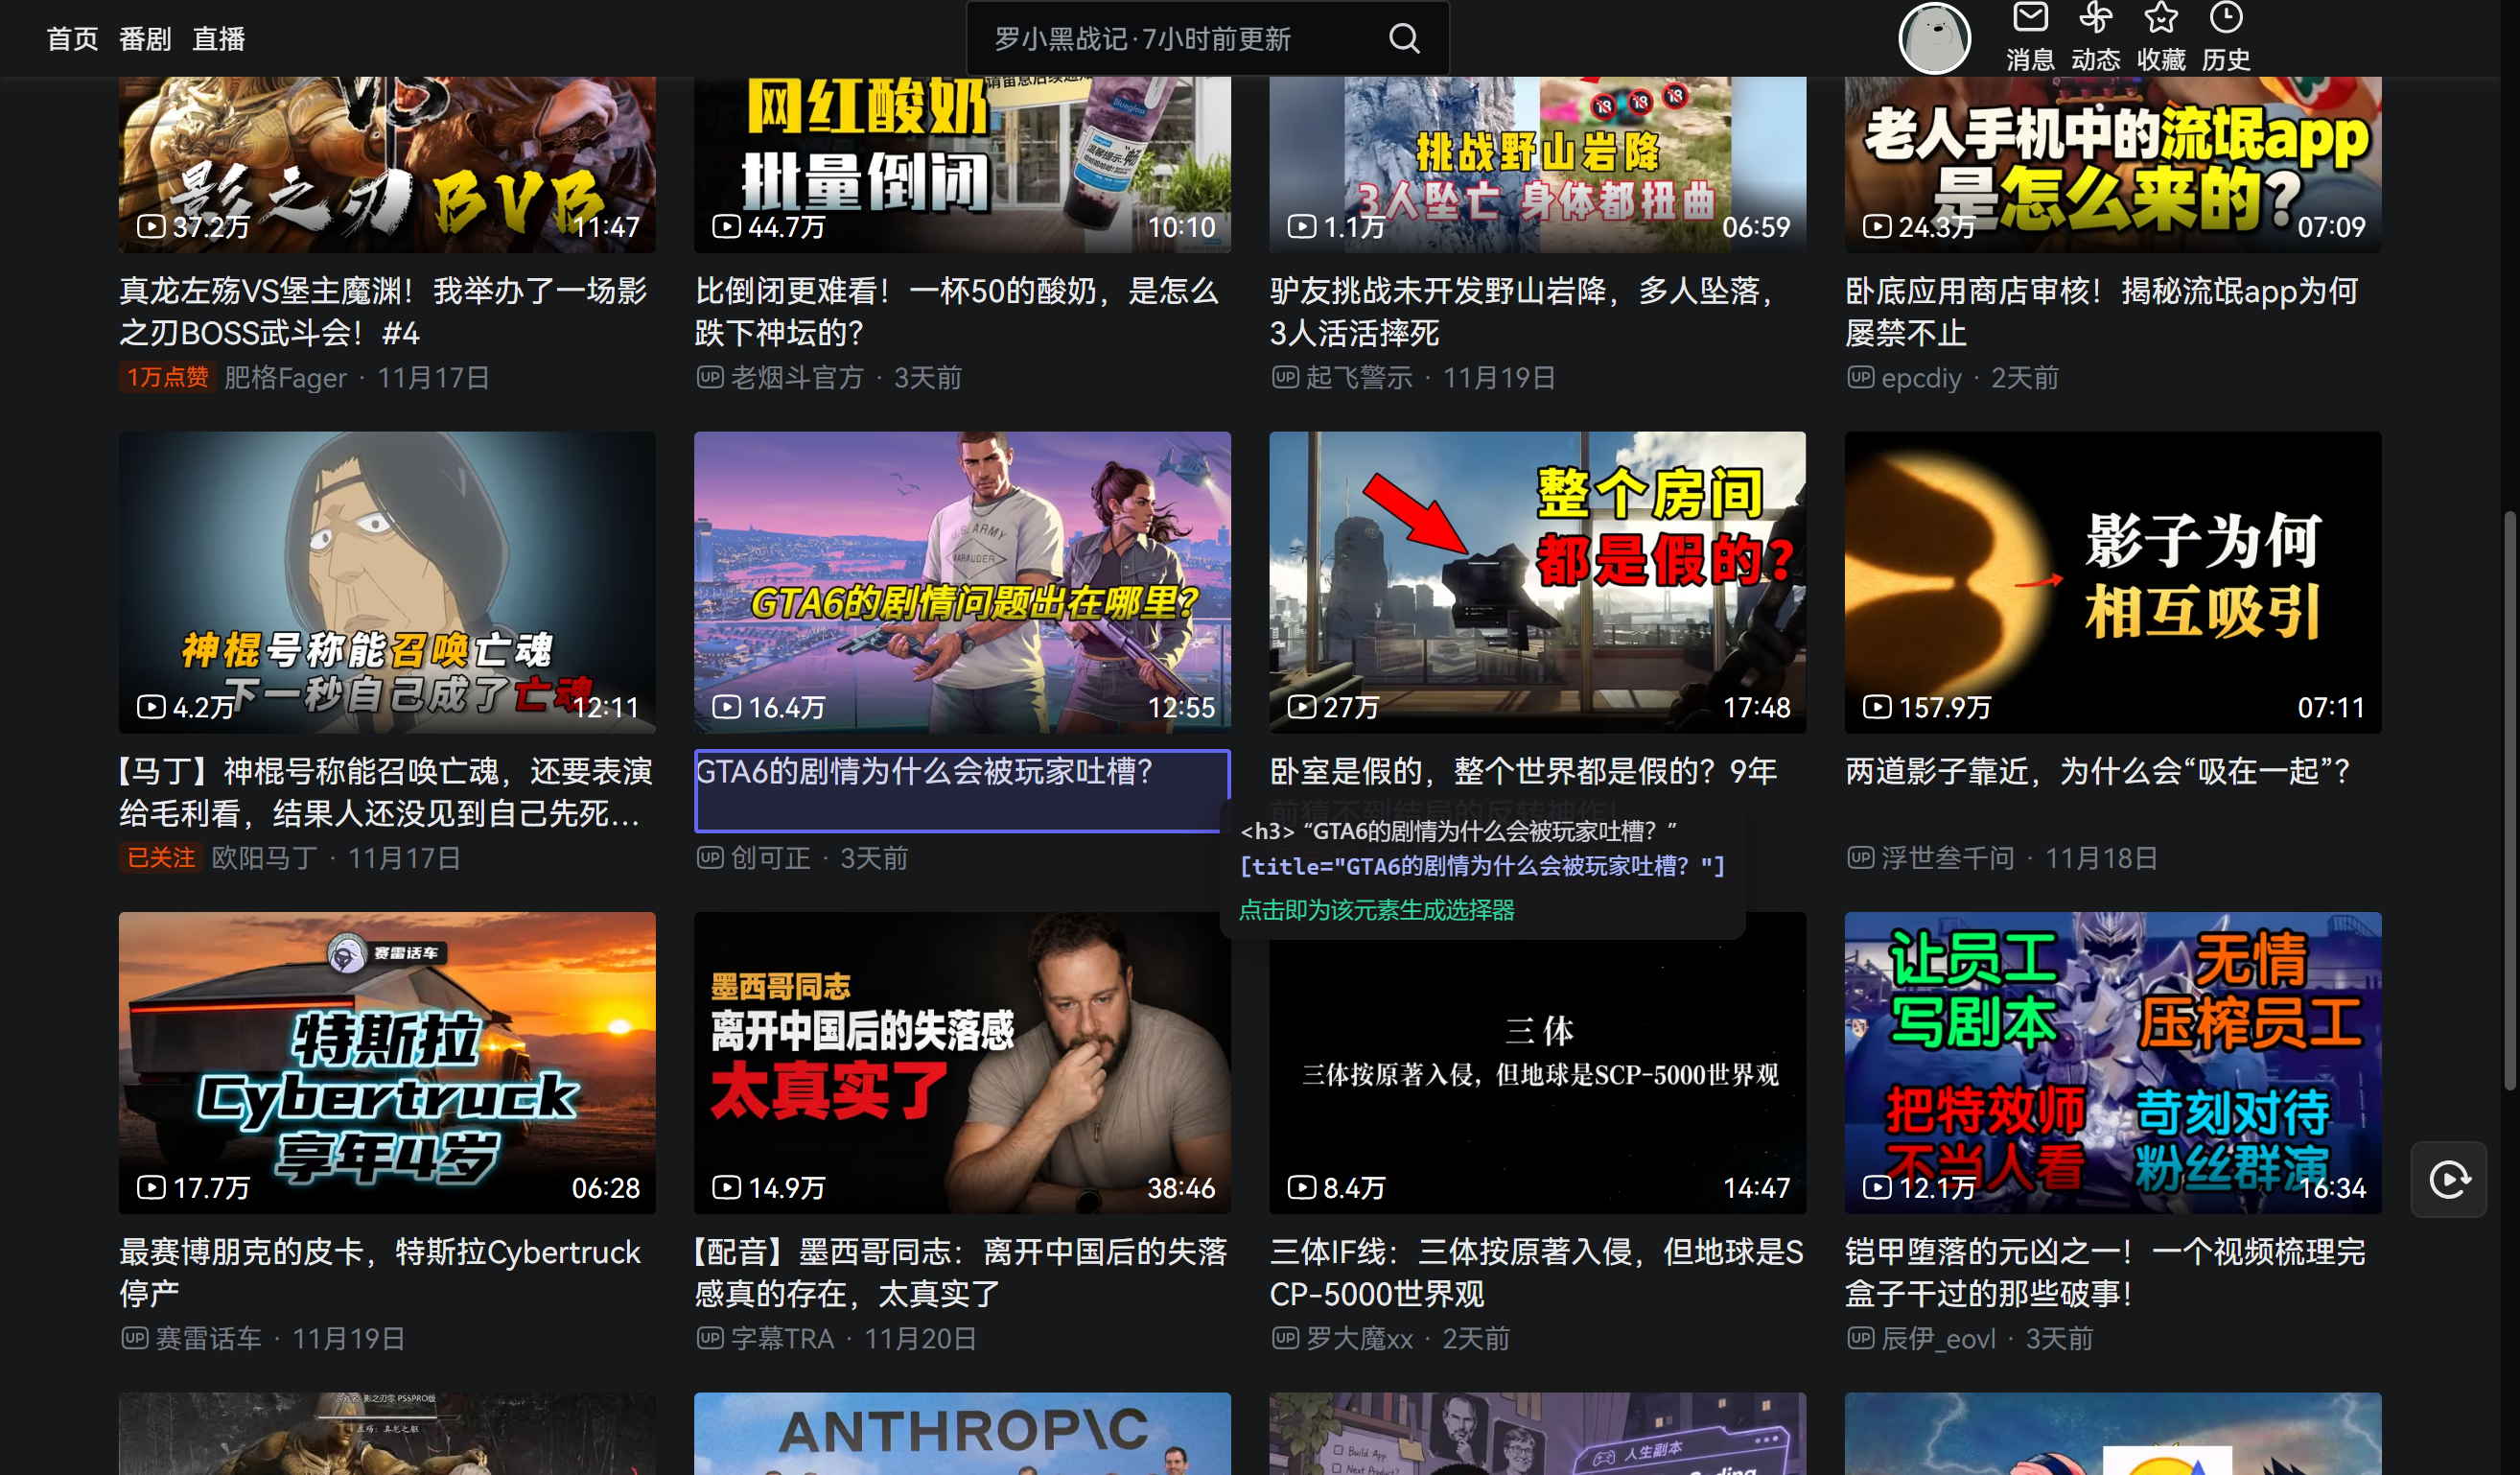 首页 番剧 直播
罗小黑战记·7小时前更新
消息 动态 收藏 历史
VS
影之刃 BVB
37.2万
11:47
网红酸奶
批量倒闭
44.7万
10:10
挑战野山岩降
3人坠亡 身体都扭曲
1.1万
06:59
老人手机中的流氓app
是怎么来的?
24.3万
07:09
真龙左殇VS堡主魔渊！我举办了一场影
之刃BOSS武斗会！#4
1万点赞 肥格Fager · 11月17日
比倒闭更难看！一杯50的酸奶，是怎么
跌下神坛的？
UP 老烟斗官方 · 3天前
驴友挑战未开发野山岩降，多人坠落，
3人活活摔死
UP 起飞警示 · 11月19日
卧底应用商店审核！揭秘流氓app为何
屡禁不止
UP epcdiy · 2天前
神棍号称能召唤亡魂
下一秒自己成了亡魂
4.2万
12:11
U.S. ARMY
MARAUDER
GTA6的剧情问题出在哪里?
16.4万
12:55
整个房间
都是假的?
27万
17:48
影子为何
相互吸引
157.9万
07:11
【马丁】神棍号称能召唤亡魂，还要表演
给毛利看，结果人还没见到自己先死…
已关注 欧阳马丁 · 11月17日
GTA6的剧情为什么会被玩家吐槽？
UP 创可正 · 3天前
卧室是假的，整个世界都是假的？9年
前猜不到结局的反转神作！
<h3> “GTA6的剧情为什么会被玩家吐槽？”
[title="GTA6的剧情为什么会被玩家吐槽？"]
点击即为该元素生成选择器
两道影子靠近，为什么会“吸在一起”？
UP 浮世叁千问 · 11月18日
赛雷话车
特斯拉
Cybertruck
享年4岁
17.7万
06:28
墨西哥同志
离开中国后的失落感
太真实了
14.9万
38:46
三体
三体按原著入侵，但地球是SCP-5000世界观
8.4万
14:47
让员工
写剧本
无情
压榨员工
把特效师
不当人看
苛刻对待
粉丝群演
12.1万
16:34
最赛博朋克的皮卡，特斯拉Cybertruck
停产
UP 赛雷话车 · 11月19日
【配音】墨西哥同志：离开中国后的失落
感真的存在，太真实了
UP 字幕TRA · 11月20日
三体IF线：三体按原著入侵，但地球是S
CP-5000世界观
UP 罗大魔xx · 2天前
铠甲堕落的元凶之一！一个视频梳理完
盒子干过的那些破事！
UP 辰伊_eovl · 3天前
ANTHROP\C
Build App
Next Product?
人生副本